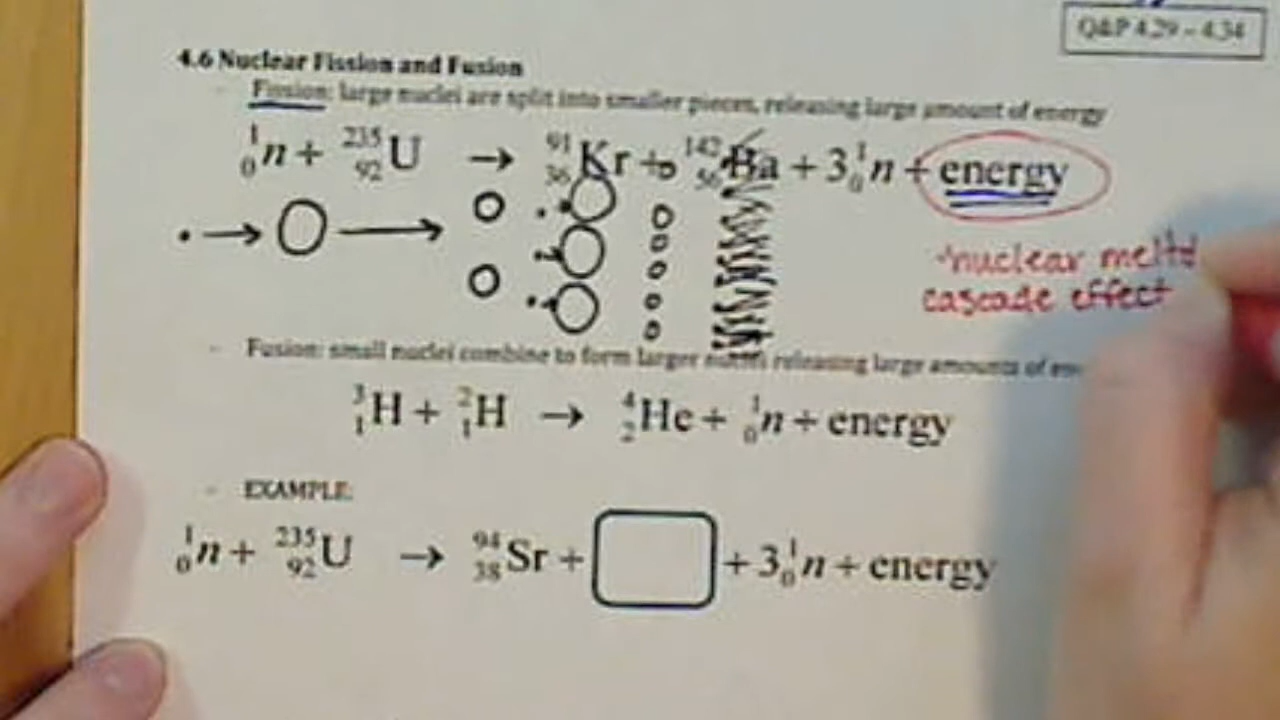 Q&P 4.29 – 4.34
4.6 Nuclear Fission and Fusion
- Fission: large nuclei are split into smaller pieces, releasing large amount of energy
¹₀n + ²³⁵₉₂U → ⁹¹₃₆Kr + ¹⁴²₅₆Ba + 3¹₀n + energy
nuclear meltd
cascade effect
- Fusion: small nuclei combine to form larger nuclei releasing large amounts of
³₁H + ²₁H → ⁴₂He + ¹₀n + energy
- EXAMPLE:
¹₀n + ²³⁵₉₂U → ⁹⁴₃₈Sr + + 3¹₀n + energy